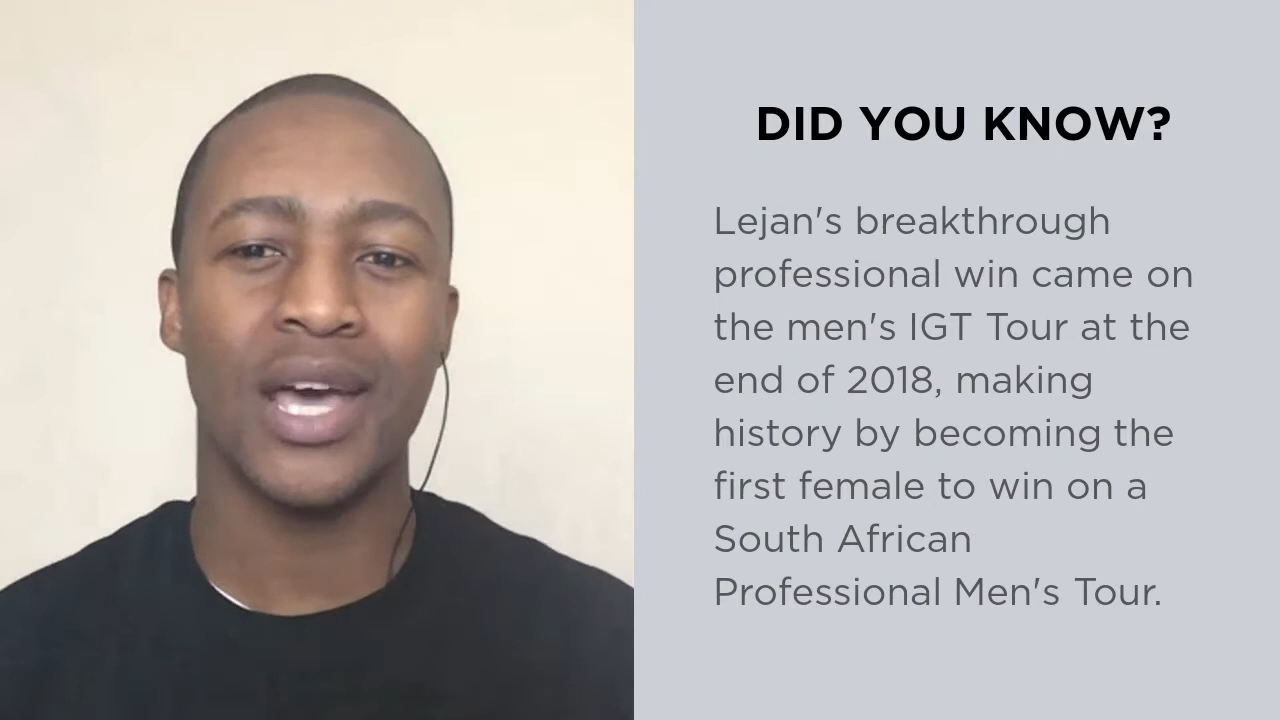 DID YOU KNOW?
Lejan's breakthrough
professional win came on
the men's IGT Tour at the
end of 2018, making
history by becoming the
first female to win on a
South African
Professional Men's Tour.